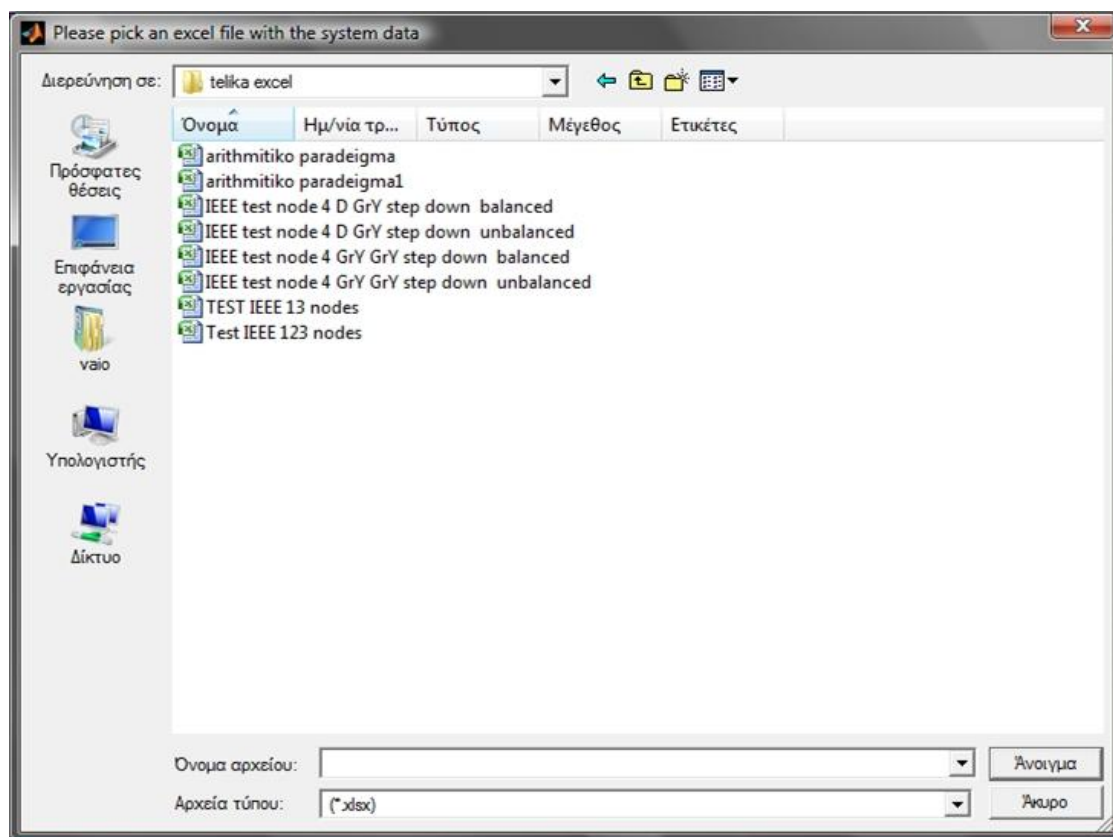 Please pick an excel file with the system data
Διερεύνηση σε:
telika excel
Όνομα Ημ/νία τρ... Τύπος Μέγεθος Ετικέτες
arithmitiko paradeigma
arithmitiko paradeigma1
IEEE test node 4 D GrY step down  balanced
IEEE test node 4 D GrY step down  unbalanced
IEEE test node 4 GrY GrY step down  balanced
IEEE test node 4 GrY GrY step down  unbalanced
TEST IEEE 13 nodes
Test IEEE 123 nodes
Πρόσφατες
θέσεις
Επιφάνεια
εργασίας
vaio
Υπολογιστής
Δίκτυο
Όνομα αρχείου:
Άνοιγμα
Αρχεία τύπου:
(*.xlsx)
Άκυρο